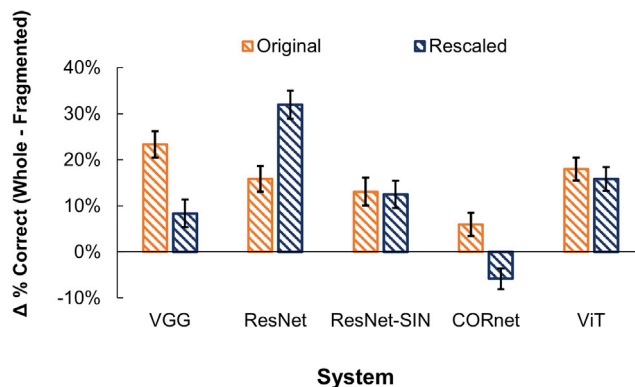 Original Rescaled
Δ % Correct (Whole - Fragmented)
40%
30%
20%
10%
0%
-10%
VGG ResNet ResNet-SIN CORnet ViT
System